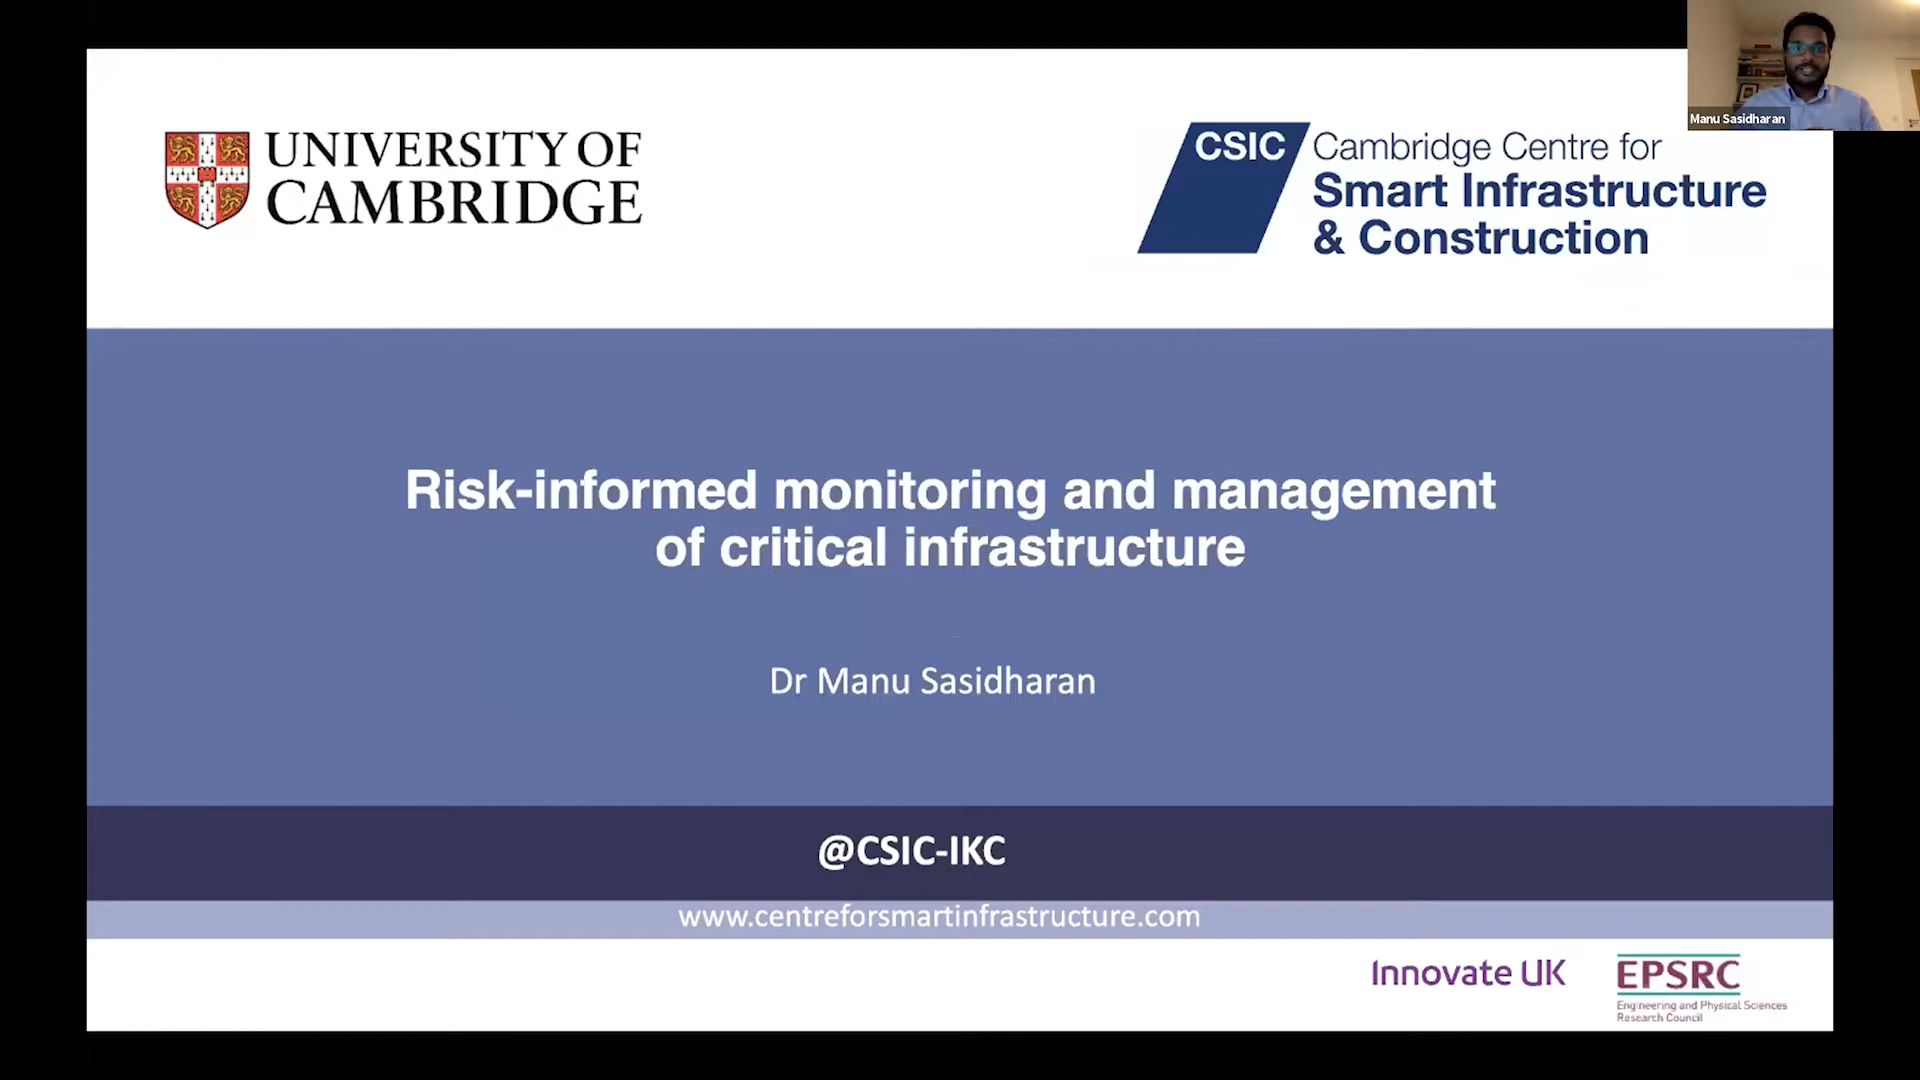 Manu Sasidharan
UNIVERSITY OF
CAMBRIDGE
CSIC
Cambridge Centre for
Smart Infrastructure
& Construction
Risk-informed monitoring and management
of critical infrastructure
Dr Manu Sasidharan
@CSIC-IKC
www.centreforsmartinfrastructure.com
Innovate UK
EPSRC
Engineering and Physical Sciences
Research Council